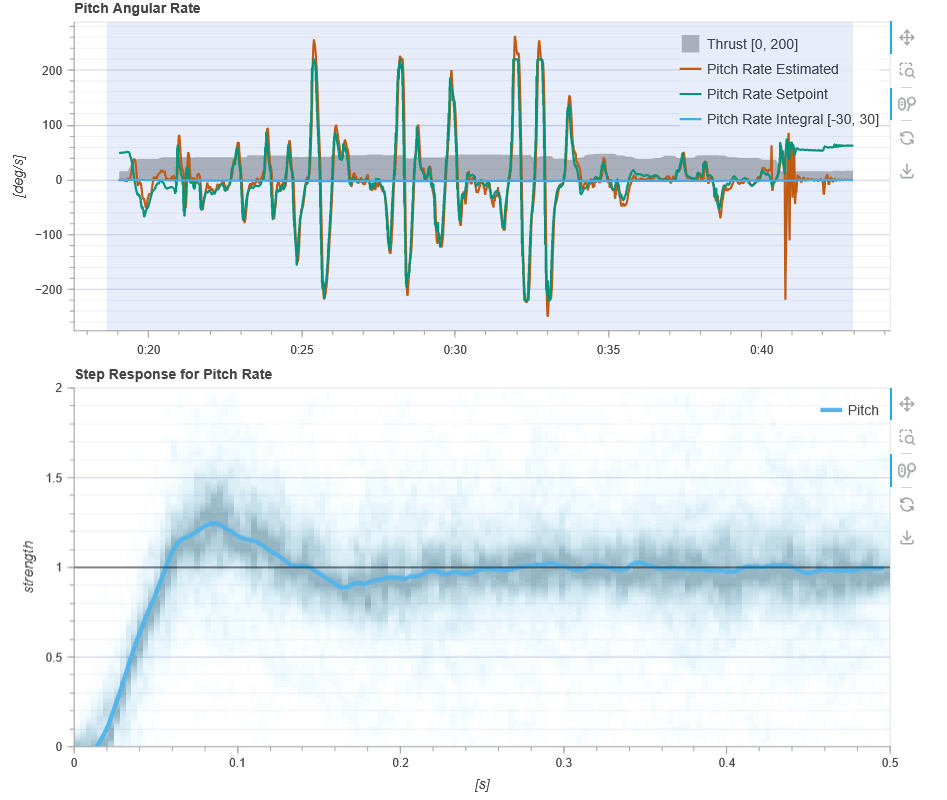 Pitch Angular Rate
Thrust [0, 200]
Pitch Rate Estimated
Pitch Rate Setpoint
Pitch Rate Integral [-30, 30]
200
100
0
−100
−200
[deg/s]
0:20 0:25 0:30 0:35 0:40
Step Response for Pitch Rate
Pitch
2
1.5
1
0.5
0
strength
0 0.1 0.2 0.3 0.4 0.5
[s]